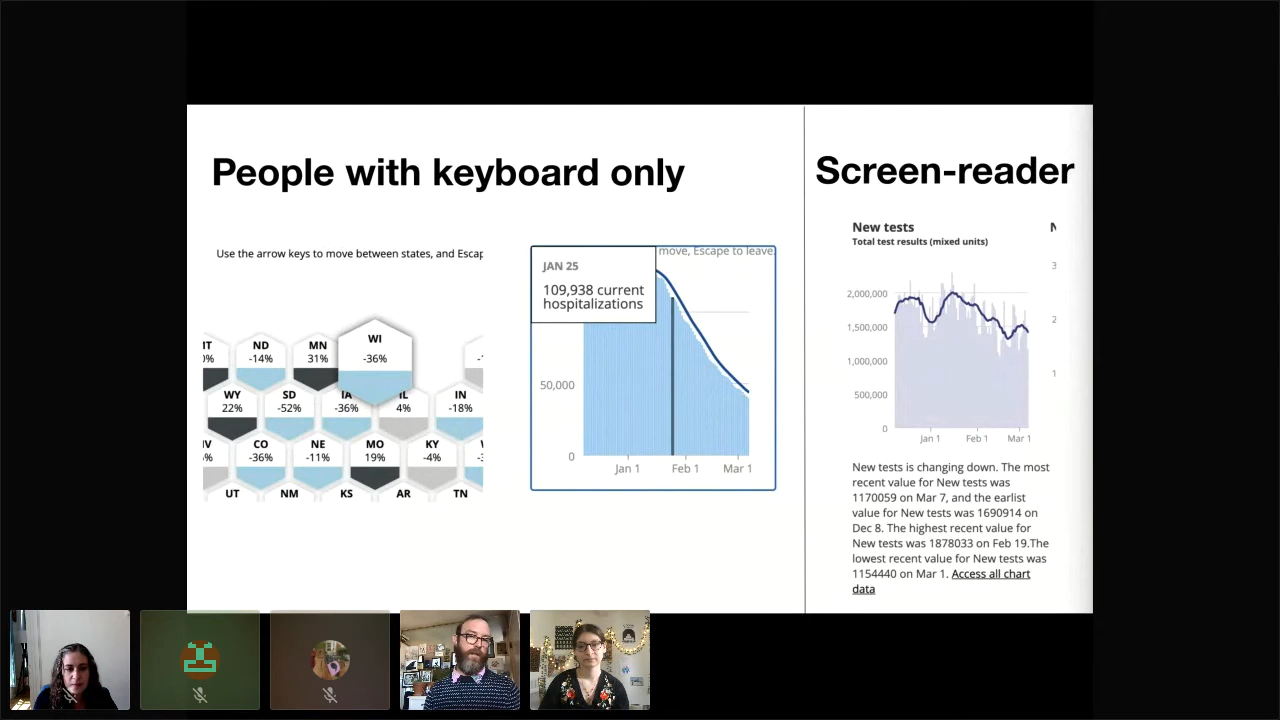 People with keyboard only
Use the arrow keys to move between states, and Escap
ND
MN
WI
0%
-14%
31%
-36%
WY
SD
IA
IL
IN
22%
-52%
-36%
4%
-18%
CO
NE
MO
KY
-36%
-11%
19%
-4%
UT
NM
KS
AR
TN
move, Escape to leave.
JAN 25
109,938 current
hospitalizations
50,000
0
Jan 1
Feb 1
Mar 1
Screen-reader
New tests
Total test results (mixed units)
2,000,000
1,500,000
1,000,000
500,000
0
Jan 1
Feb 1
Mar 1
N
3
2
1
New tests is changing down. The most
recent value for New tests was
1170059 on Mar 7, and the earlist
value for New tests was 1690914 on
Dec 8. The highest recent value for
New tests was 1878033 on Feb 19.The
lowest recent value for New tests was
1154440 on Mar 1. Access all chart
data